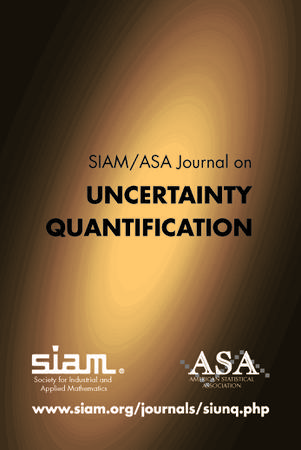 SIAM/ASA Journal on
UNCERTAINTY
QUANTIFICATION
siam®
Society for Industrial and
Applied Mathematics
ASA
AMERICAN STATISTICAL
ASSOCIATION
www.siam.org/journals/siunq.php